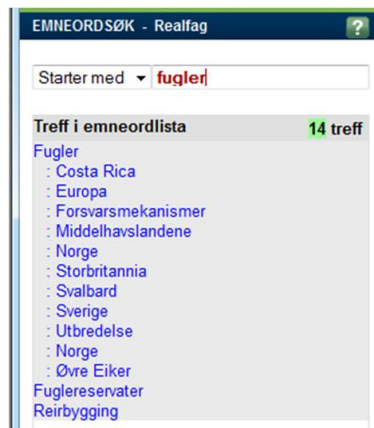 EMNEORDSØK - Realfag ?
Starter med fugler
Treff i emneordlista 14 treff
Fugler
: Costa Rica
: Europa
: Forsvarsmekanismer
: Middelhavslandene
: Norge
: Storbritannia
: Svalbard
: Sverige
: Utbredelse
: Norge
: Øvre Eiker
Fuglereservater
Reirbygging